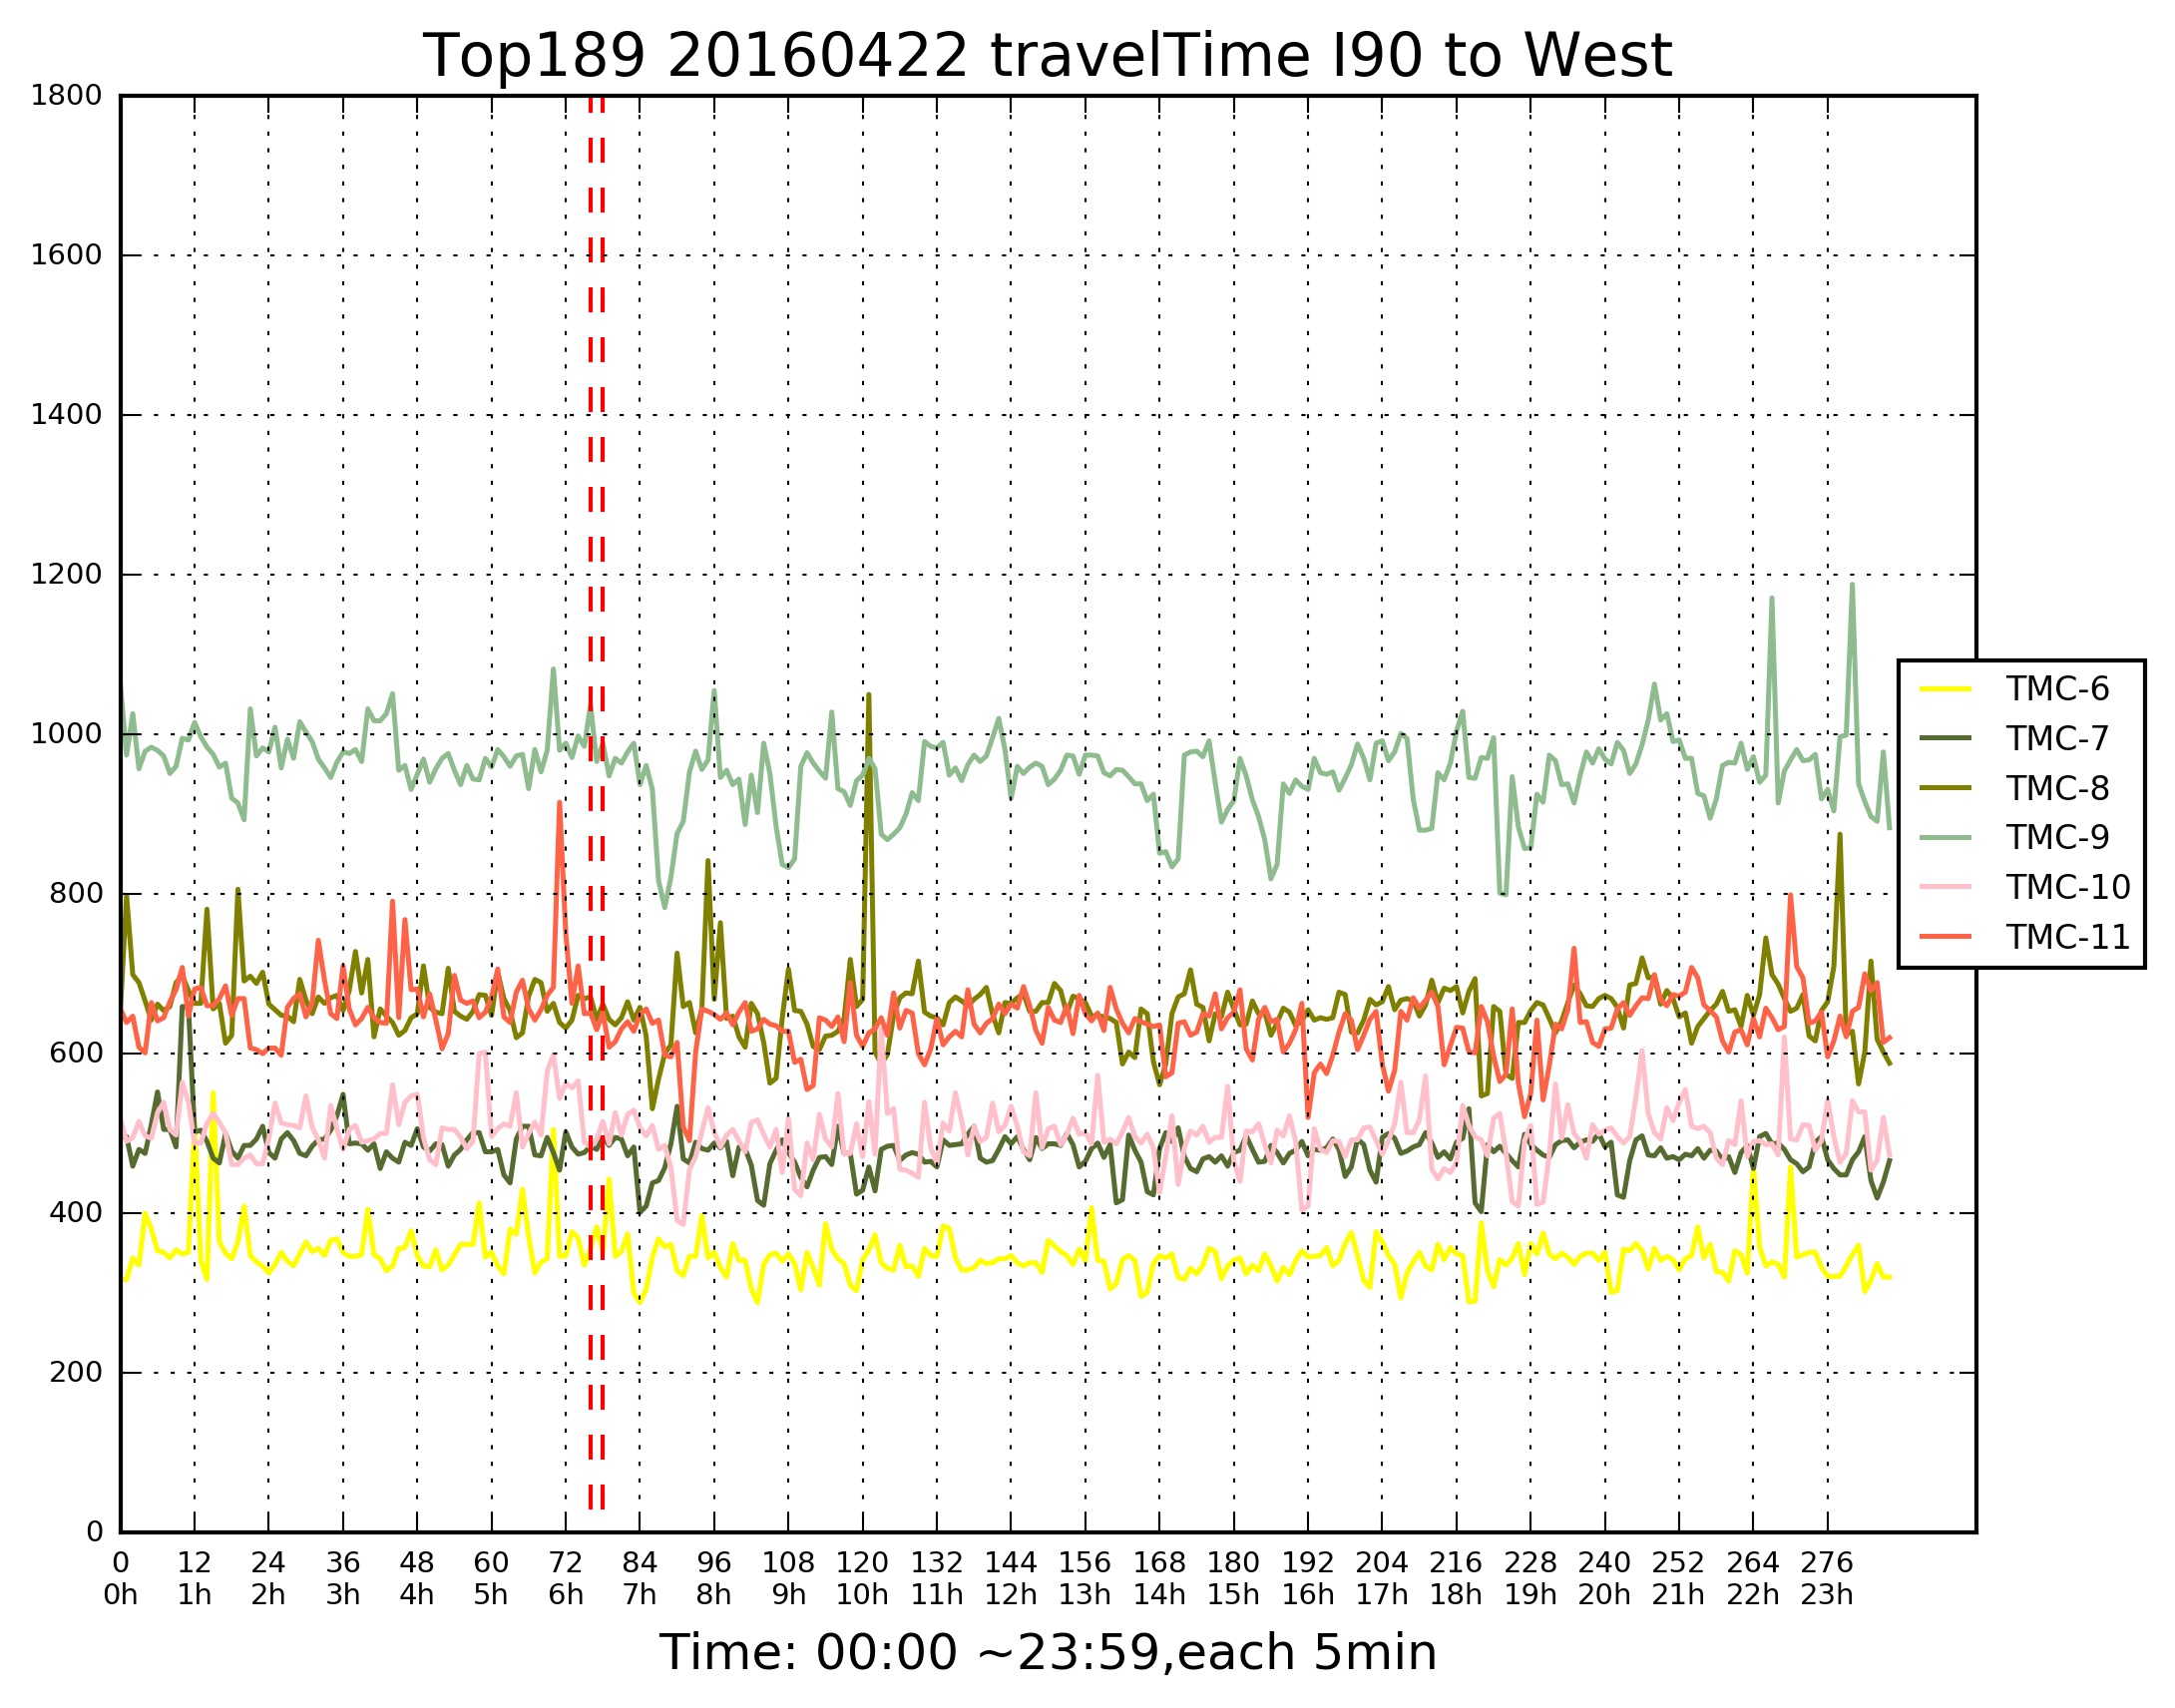 Top189 20160422 travelTime I90 to West
1800
1600
1400
1200
1000
800
600
400
200
0
TMC-6
TMC-7
TMC-8
TMC-9
TMC-10
TMC-11
0 12 24 36 48 60 72 84 96 108 120 132 144 156 168 180 192 204 216 228 240 252 264 276
0h 1h 2h 3h 4h 5h 6h 7h 8h 9h 10h 11h 12h 13h 14h 15h 16h 17h 18h 19h 20h 21h 22h 23h
Time: 00:00 ~23:59,each 5min